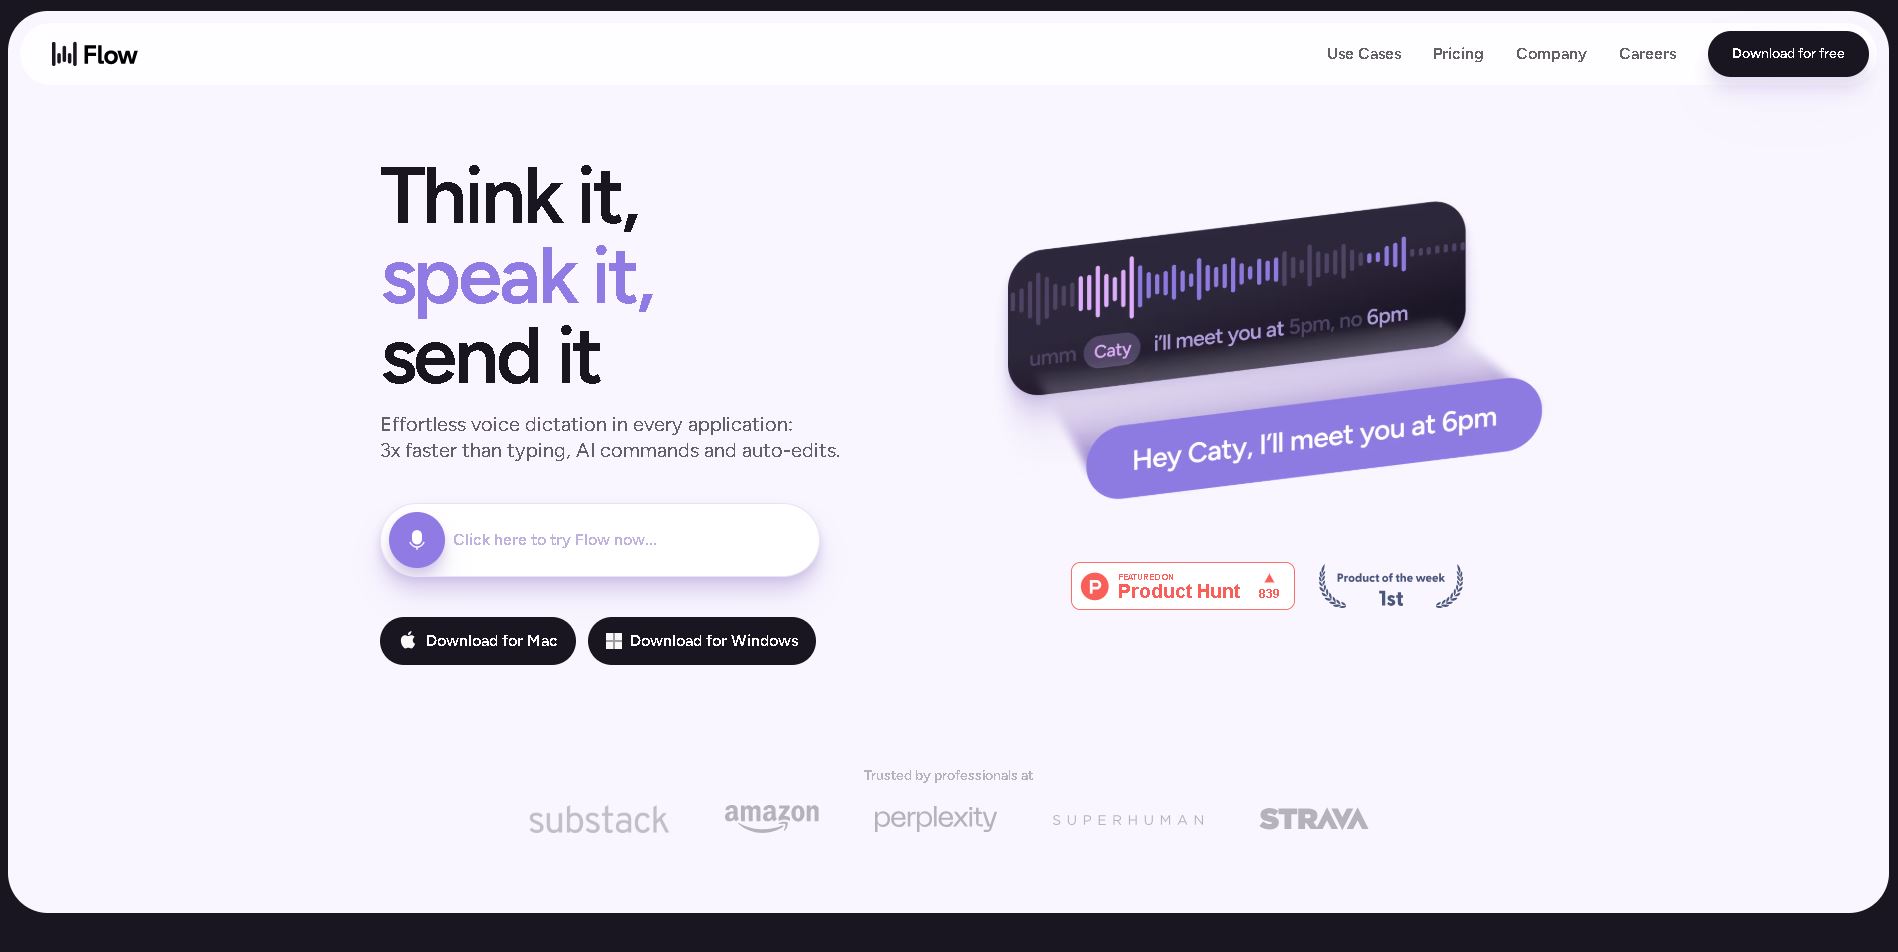 Flow
Use Cases
Pricing
Company
Careers
Download for free
Think it,
speak it,
send it
Effortless voice dictation in every application:
3x faster than typing, AI commands and auto-edits.
Click here to try Flow now...
Download for Mac
Download for Windows
umm Caty i’ll meet you at 5pm, no 6pm
Hey Caty, I’ll meet you at 6pm
P
FEATURED ON
Product Hunt
839
Product of the week
1st
Trusted by professionals at
substack
amazon
perplexity
SUPERHUMAN
STRAVA